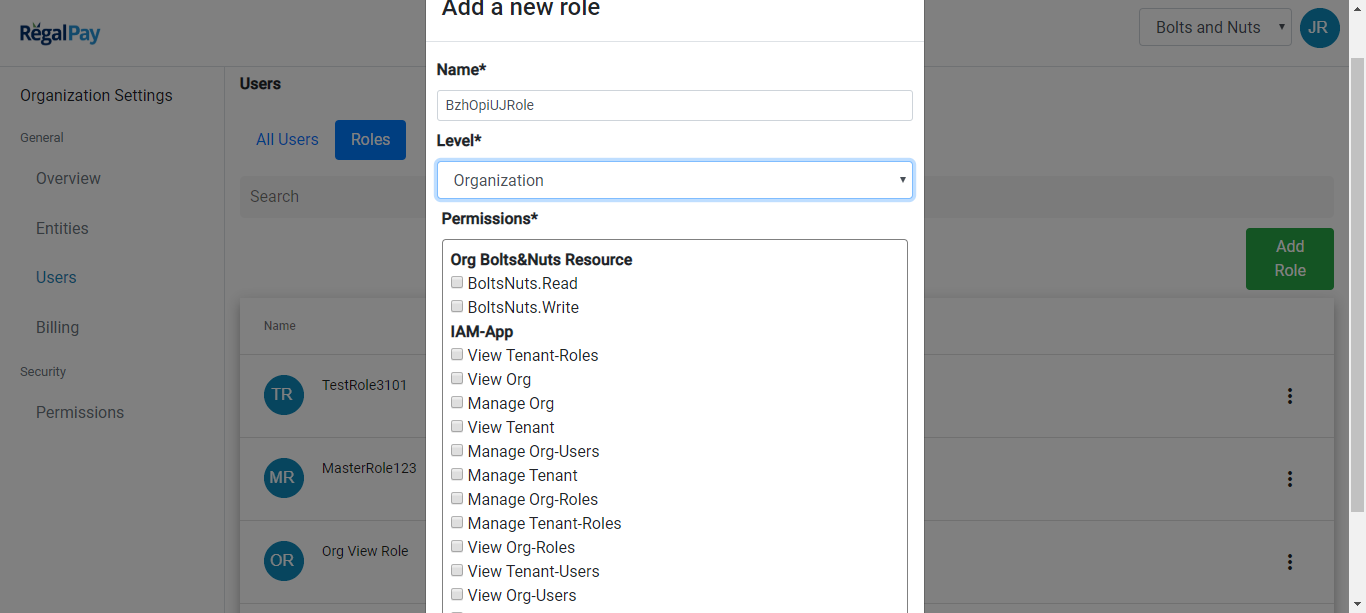 Add a new role
RegalPay
Bolts and Nuts
JR
Organization Settings
General
Overview
Entities
Users
Billing
Security
Permissions
Users
All Users
Roles
Search
Add
Role
Name
TR
TestRole3101
MR
MasterRole123
OR
Org View Role
Name*
BzhOpiUJRole
Level*
Organization
Permissions*
Org Bolts&Nuts Resource
BoltsNuts.Read
BoltsNuts.Write
IAM-App
View Tenant-Roles
View Org
Manage Org
View Tenant
Manage Org-Users
Manage Tenant
Manage Org-Roles
Manage Tenant-Roles
View Org-Roles
View Tenant-Users
View Org-Users